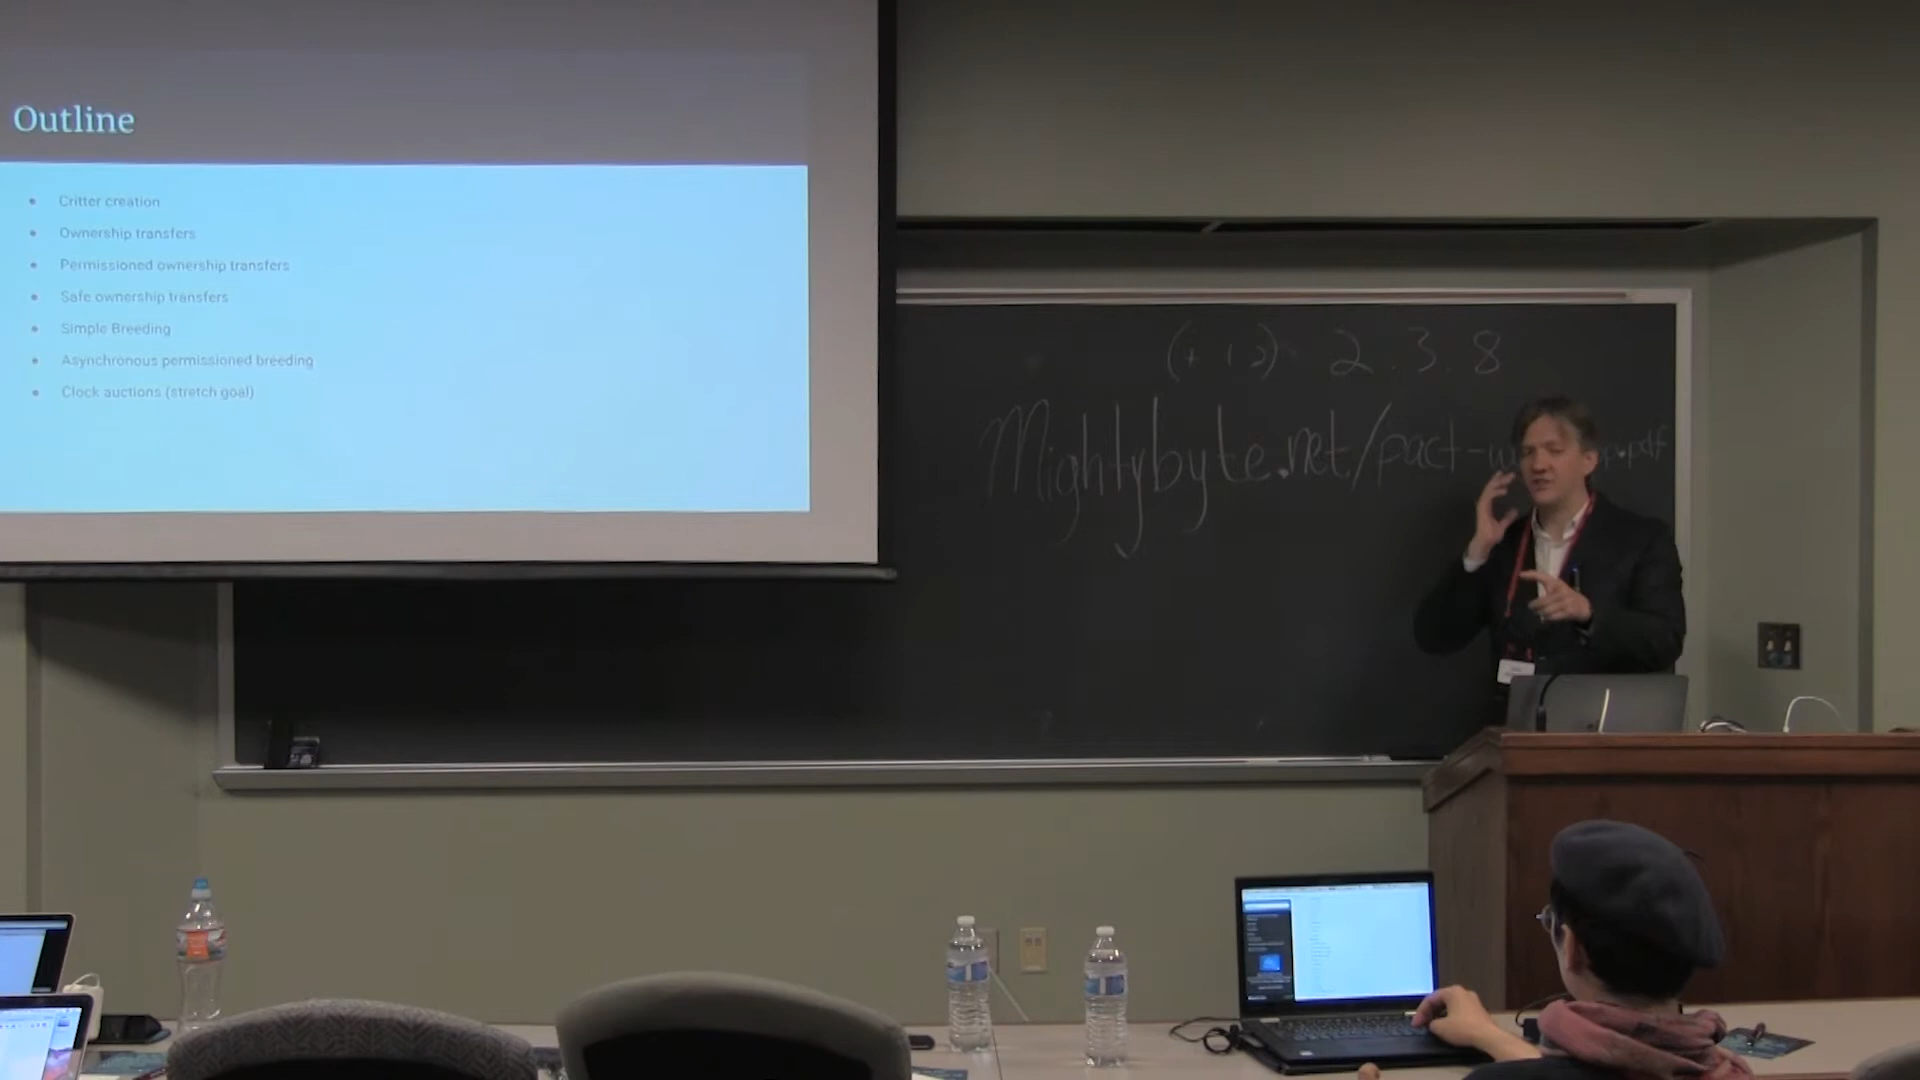 Outline
Critter creation
Ownership transfers
Permissioned ownership transfers
Safe ownership transfers
Simple Breeding
Asynchronous permissioned breeding
Clock auctions (stretch goal)
(+ 1 2) 2.3.8
Mightybyte.net/pact-w p.pdf